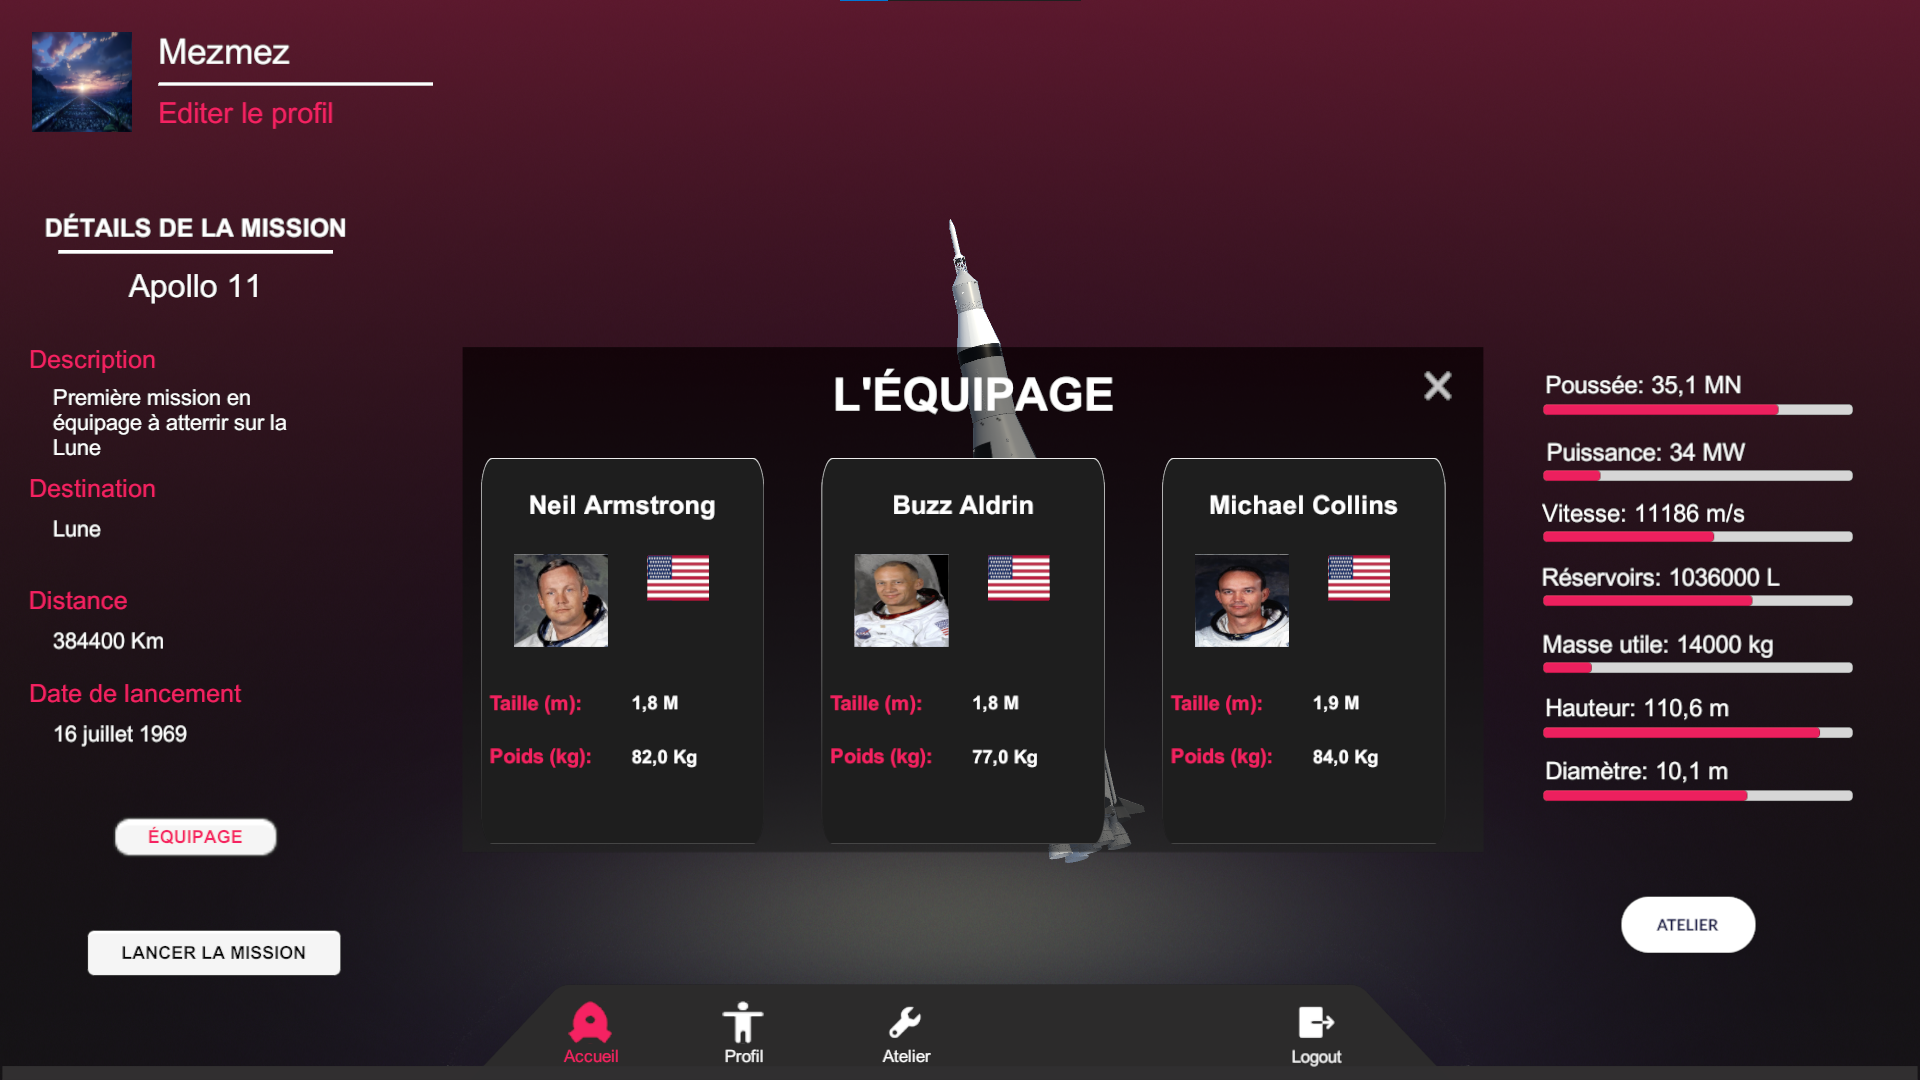 Mezmez
Editer le profil
DÉTAILS DE LA MISSION
Apollo 11
Description
Première mission en
équipage à atterrir sur la
Lune
Destination
Lune
Distance
384400 Km
Date de lancement
16 juillet 1969
ÉQUIPAGE
LANCER LA MISSION
L'ÉQUIPAGE
Neil Armstrong
Taille (m): 1,8 M
Poids (kg): 82,0 Kg
Buzz Aldrin
Taille (m): 1,8 M
Poids (kg): 77,0 Kg
Michael Collins
Taille (m): 1,9 M
Poids (kg): 84,0 Kg
Poussée: 35,1 MN
Puissance: 34 MW
Vitesse: 11186 m/s
Réservoirs: 1036000 L
Masse utile: 14000 kg
Hauteur: 110,6 m
Diamètre: 10,1 m
ATELIER
Accueil
Profil
Atelier
Logout